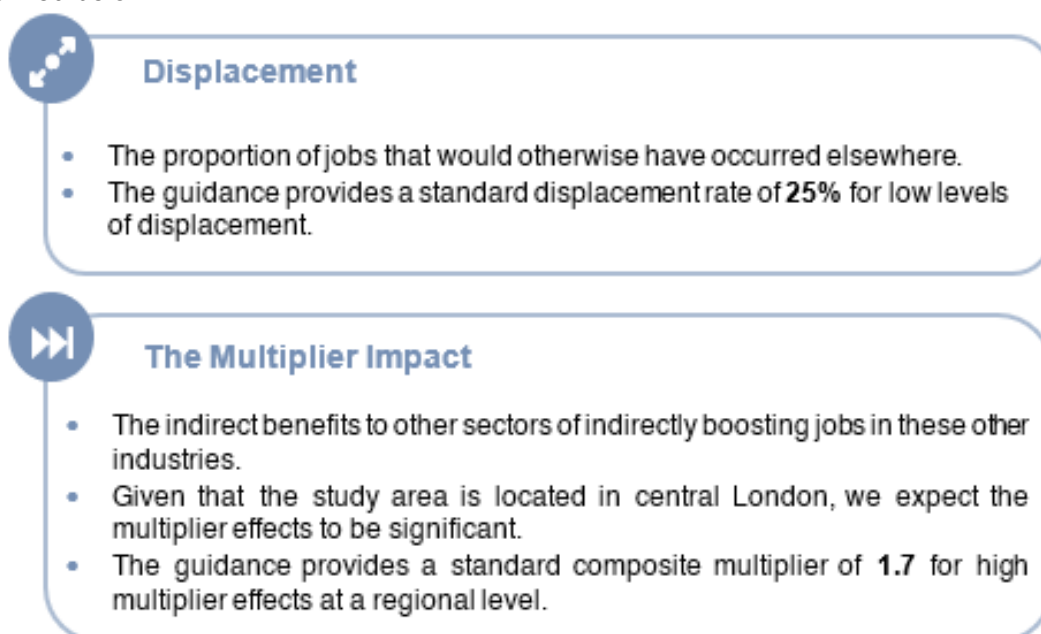 Displacement
• The proportion of jobs that would otherwise have occurred elsewhere.
• The guidance provides a standard displacement rate of 25% for low levels
of displacement.
The Multiplier Impact
• The indirect benefits to other sectors of indirectly boosting jobs in these other
industries.
• Given that the study area is located in central London, we expect the
multiplier effects to be significant.
• The guidance provides a standard composite multiplier of 1.7 for high
multiplier effects at a regional level.